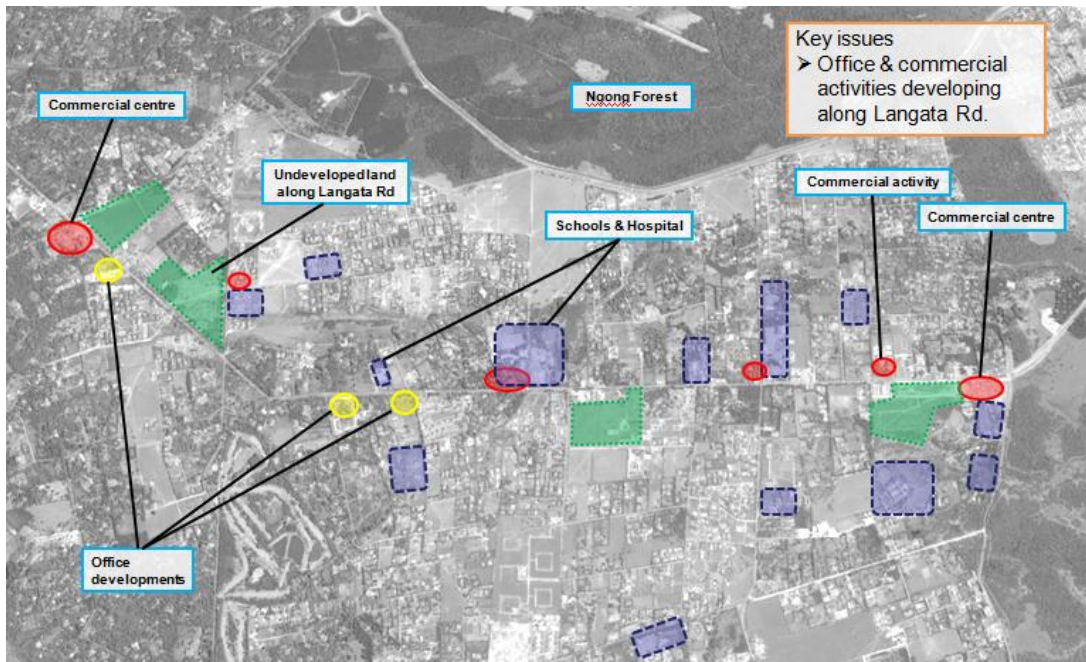 Key issues
➢ Office & commercial
activities developing
along Langata Rd.
Ngong Forest
Commercial centre
Undeveloped land
along Langata Rd
Commercial activity
Schools & Hospital
Commercial centre
Office
developments